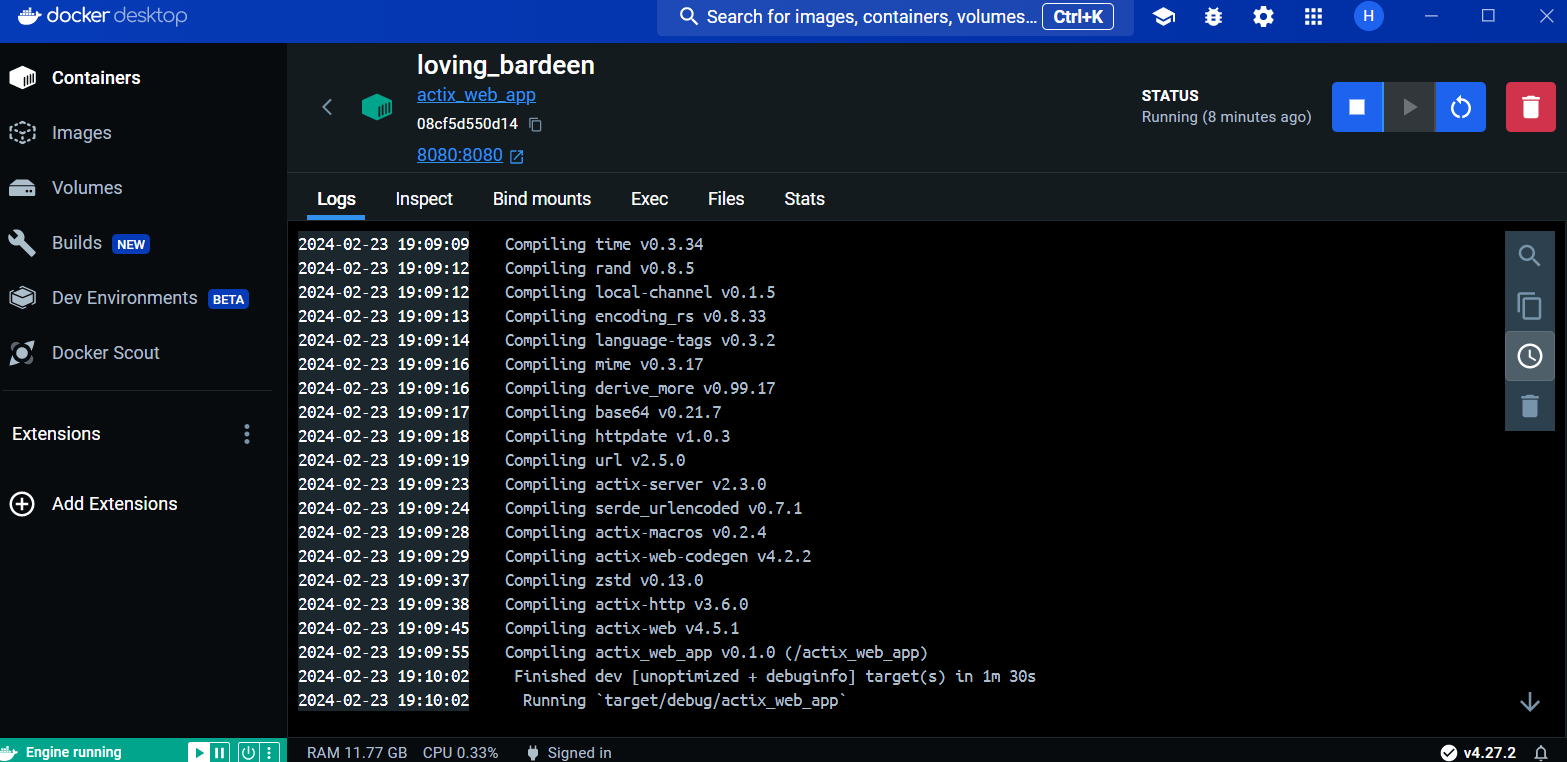 docker desktop
Search for images, containers, volumes... Ctrl+K
H
Containers
Images
Volumes
Builds NEW
Dev Environments BETA
Docker Scout
Extensions
Add Extensions
loving_bardeen
actix_web_app
08cf5d550d14
8080:8080
STATUS
Running (8 minutes ago)
Logs Inspect Bind mounts Exec Files Stats
2024-02-23 19:09:09 Compiling time v0.3.34
2024-02-23 19:09:12 Compiling rand v0.8.5
2024-02-23 19:09:12 Compiling local-channel v0.1.5
2024-02-23 19:09:13 Compiling encoding_rs v0.8.33
2024-02-23 19:09:14 Compiling language-tags v0.3.2
2024-02-23 19:09:16 Compiling mime v0.3.17
2024-02-23 19:09:16 Compiling derive_more v0.99.17
2024-02-23 19:09:17 Compiling base64 v0.21.7
2024-02-23 19:09:18 Compiling httpdate v1.0.3
2024-02-23 19:09:19 Compiling url v2.5.0
2024-02-23 19:09:23 Compiling actix-server v2.3.0
2024-02-23 19:09:24 Compiling serde_urlencoded v0.7.1
2024-02-23 19:09:28 Compiling actix-macros v0.2.4
2024-02-23 19:09:29 Compiling actix-web-codegen v4.2.2
2024-02-23 19:09:37 Compiling zstd v0.13.0
2024-02-23 19:09:38 Compiling actix-http v3.6.0
2024-02-23 19:09:45 Compiling actix-web v4.5.1
2024-02-23 19:09:55 Compiling actix_web_app v0.1.0 (/actix_web_app)
2024-02-23 19:10:02 Finished dev [unoptimized + debuginfo] target(s) in 1m 30s
2024-02-23 19:10:02 Running `target/debug/actix_web_app`
Engine running
RAM 11.77 GB CPU 0.33% Signed in
v4.27.2